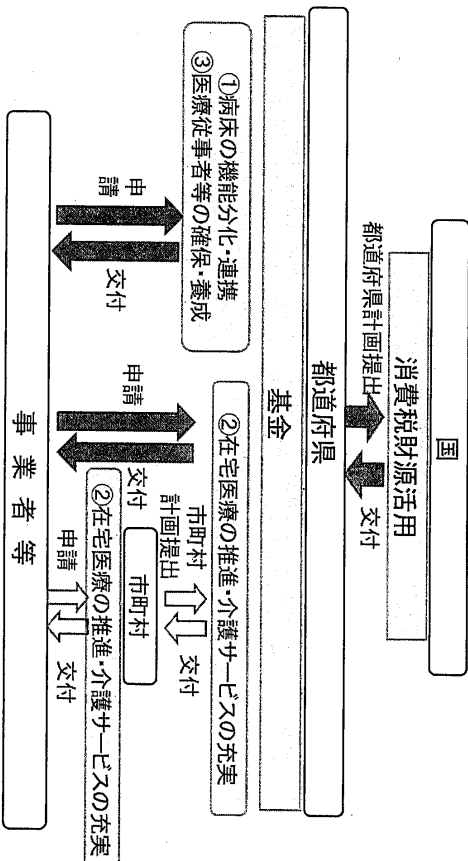 国
消費税財源活用
都道府県計画提出
交付
都道府県
基金
①病床の機能分化・連携
③医療従事者等の確保・養成
②在宅医療の推進・介護サービスの充実
申請
交付
申請
交付
市町村
計画提出
交付
市町村
②在宅医療の推進・介護サービスの充実
申請
交付
事業者等